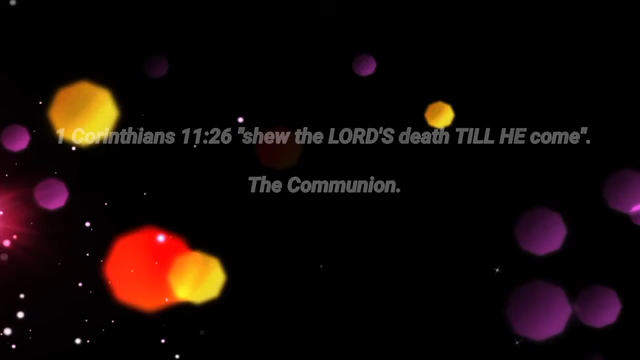 1 Corinthians 11:26 "shew the LORD'S death TILL HE come".
The Communion.